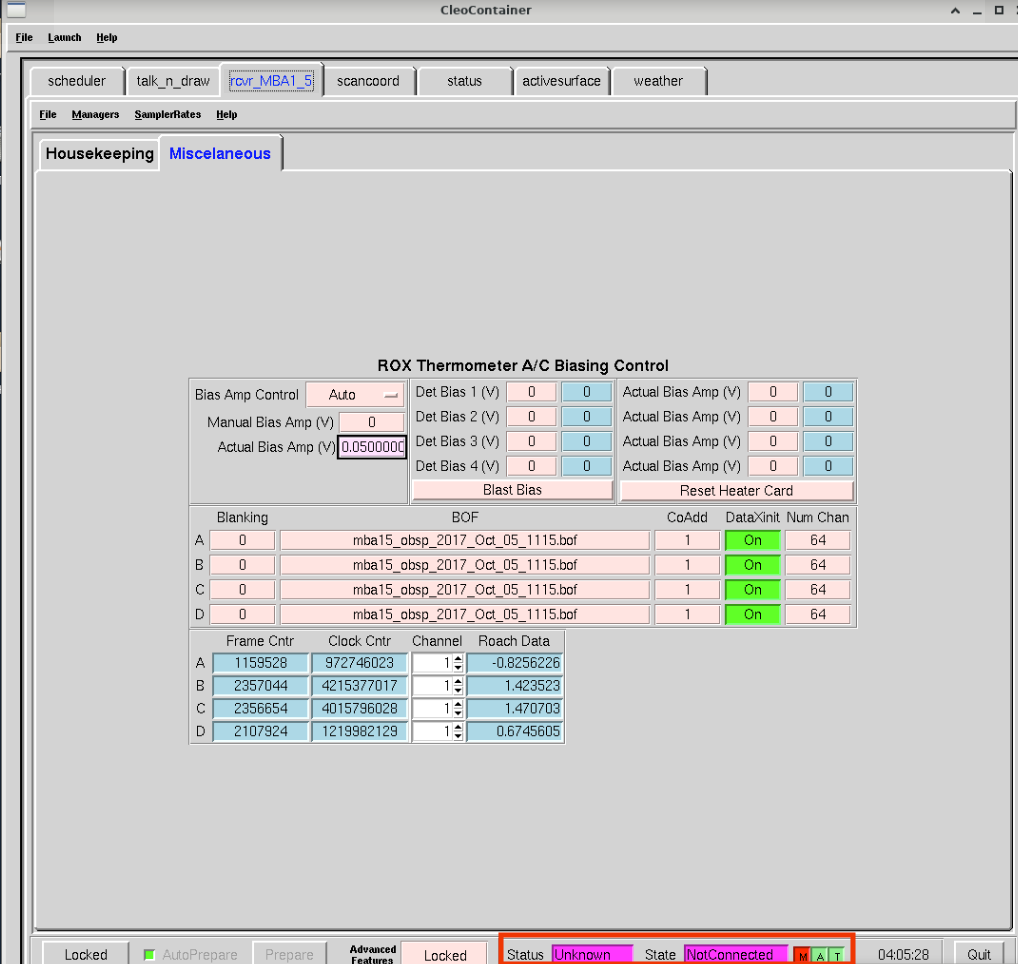 CleoContainer
File Launch Help
scheduler talk_n_draw rcvr_MBA1_5 scancoord status activesurface weather
File Managers SamplerRates Help
Housekeeping Miscelaneous
ROX Thermometer A/C Biasing Control
Bias Amp Control Auto Det Bias 1 (V) 0 0 Actual Bias Amp (V) 0 0
Manual Bias Amp (V) 0 Det Bias 2 (V) 0 0 Actual Bias Amp (V) 0 0
Actual Bias Amp (V) 0.0500000 Det Bias 3 (V) 0 0 Actual Bias Amp (V) 0 0
Det Bias 4 (V) 0 0 Actual Bias Amp (V) 0 0
Blast Bias Reset Heater Card
Blanking BOF CoAdd DataXinit Num Chan
A 0 mba15_obsp_2017_Oct_05_1115.bof 1 On 64
B 0 mba15_obsp_2017_Oct_05_1115.bof 1 On 64
C 0 mba15_obsp_2017_Oct_05_1115.bof 1 On 64
D 0 mba15_obsp_2017_Oct_05_1115.bof 1 On 64
Frame Cntr Clock Cntr Channel Roach Data
A 1159528 972746023 1 -0.8256226
B 2357044 4215377017 1 1.423523
C 2356654 4015796028 1 1.470703
D 2107924 1219982129 1 0.6745605
Locked AutoPrepare Prepare Advanced Features Locked Status Unknown State NotConnected M A T 04:05:28 Quit